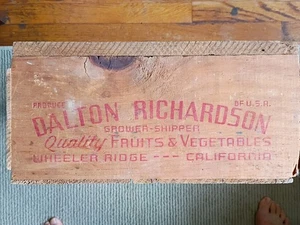 PRODUCE OF U.S.A.
DALTON RICHARDSON
GROWER-SHIPPER
Quality FRUITS & VEGETABLES
WHEELER RIDGE --- CALIFORNIA